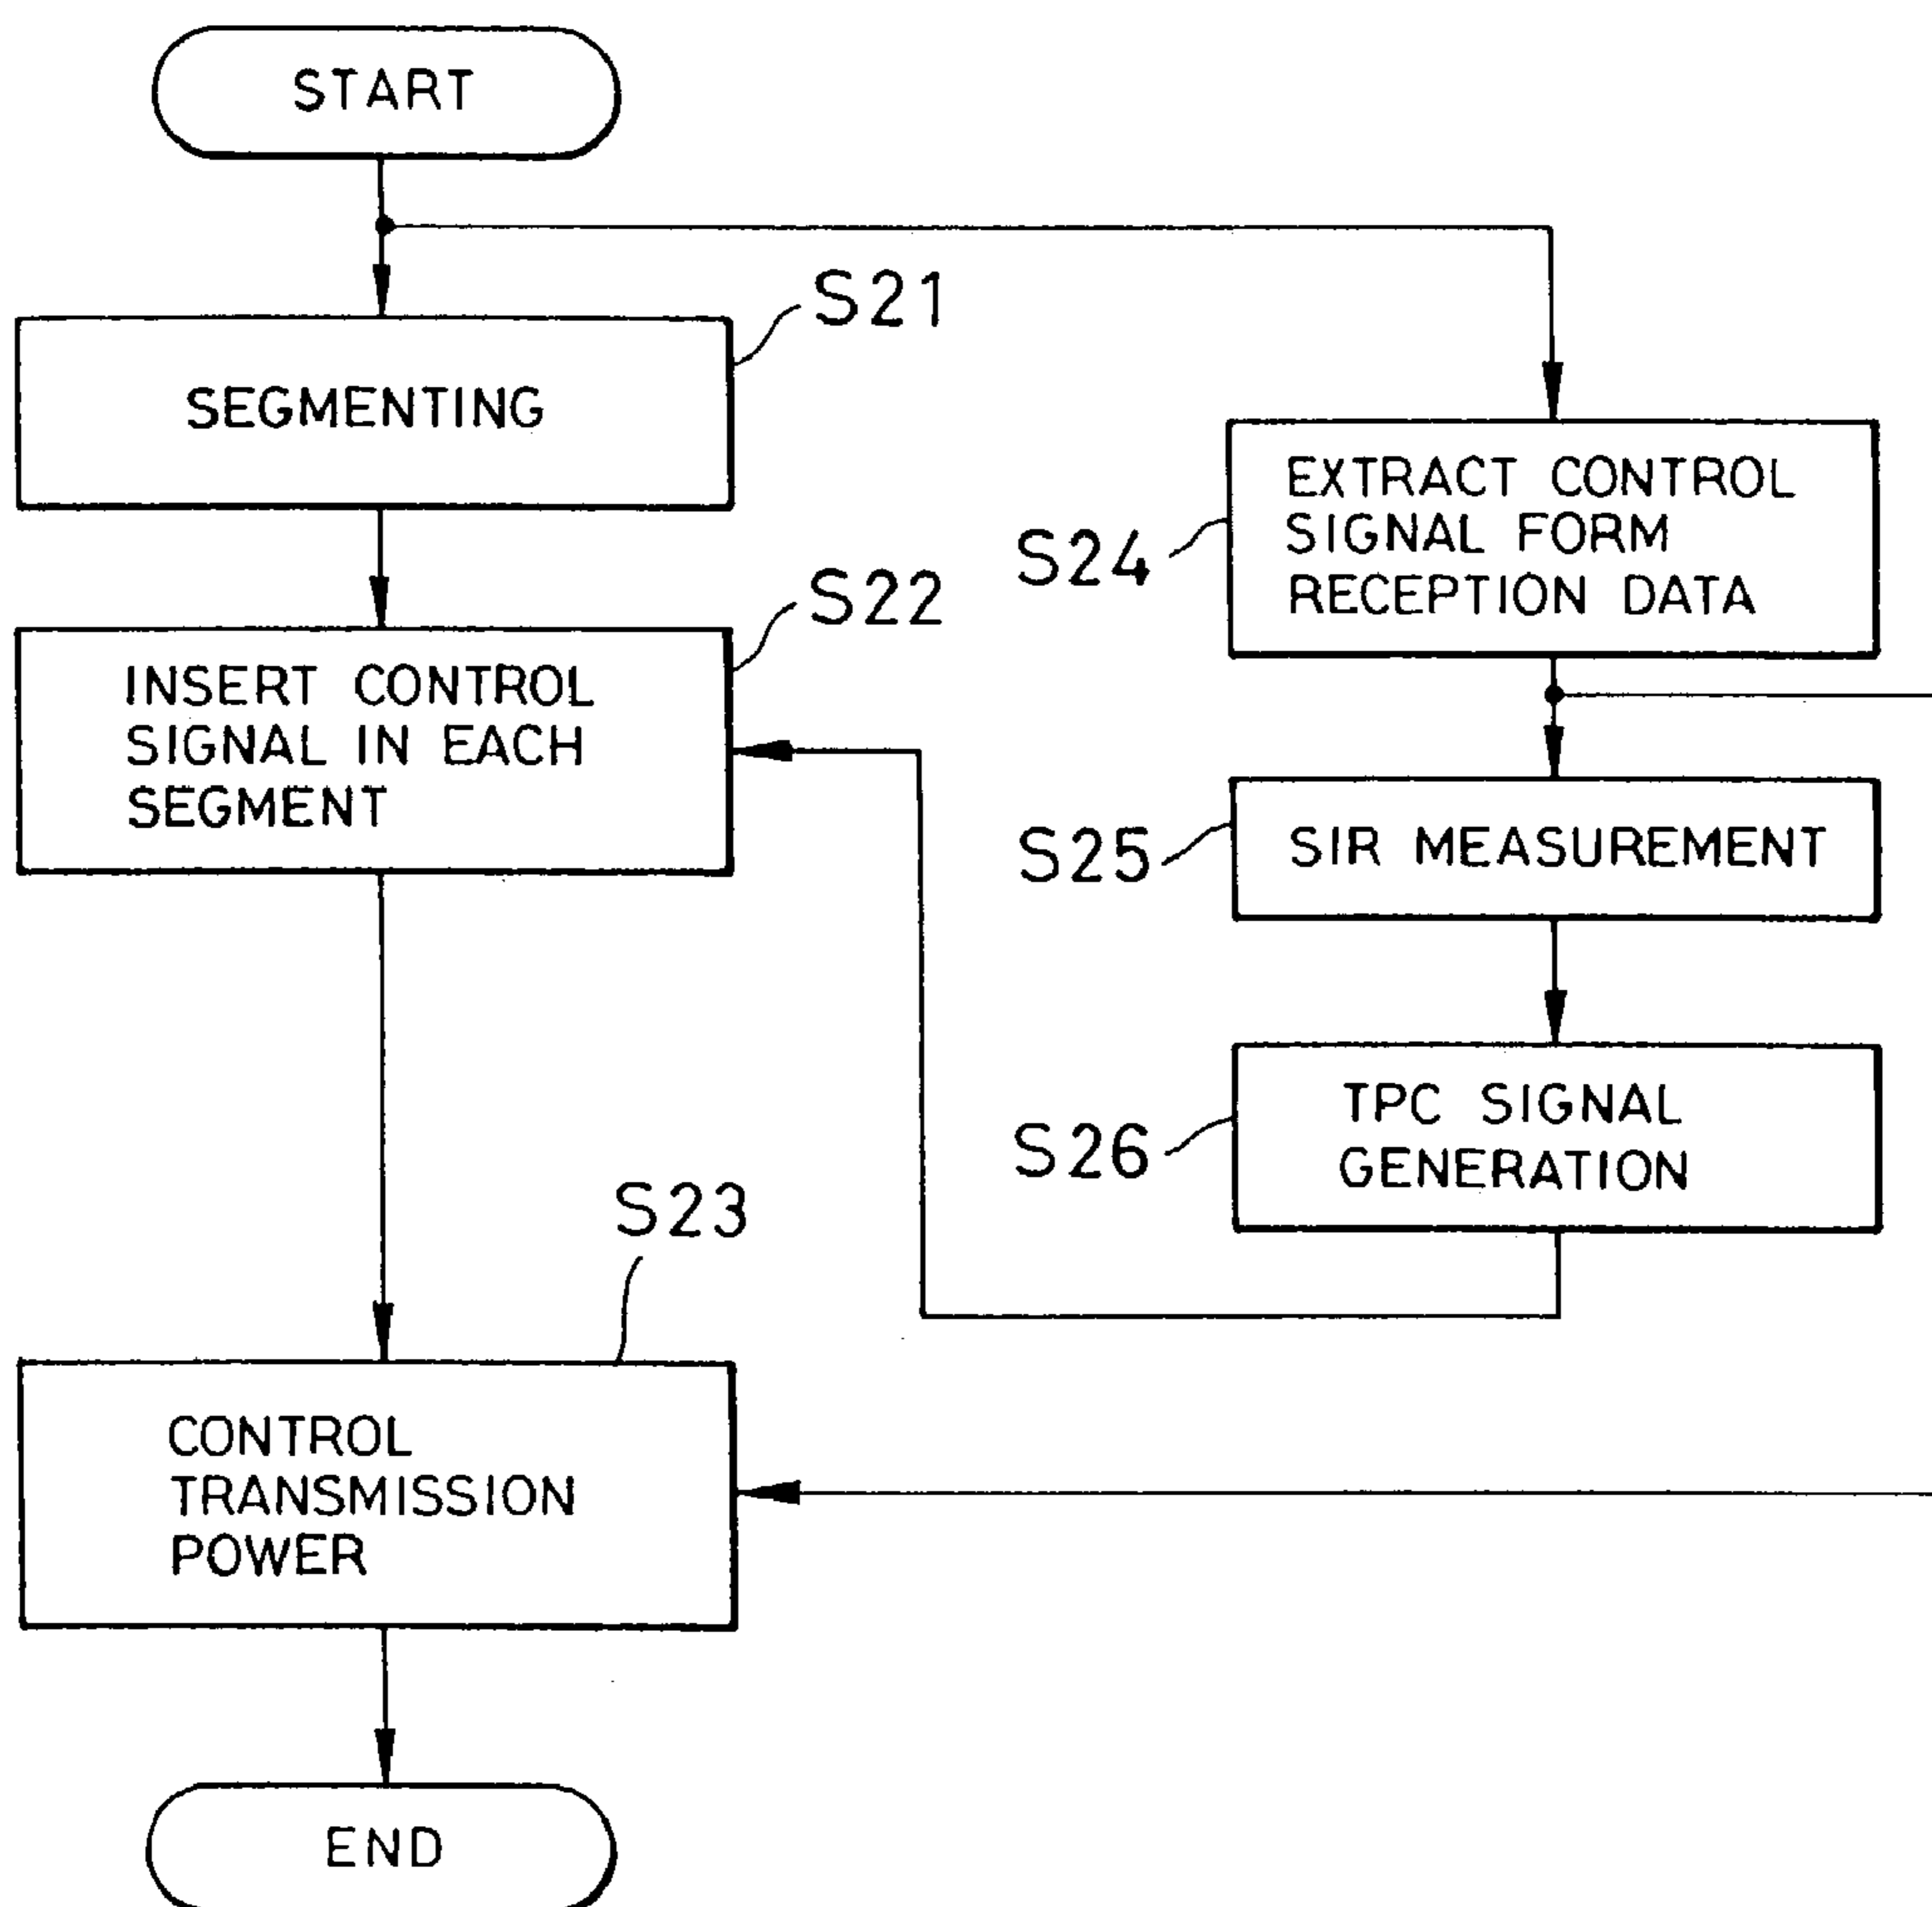 START
S21
SEGMENTING
S22
INSERT CONTROL
SIGNAL IN EACH
SEGMENT
S23
CONTROL
TRANSMISSION
POWER
END
S24
EXTRACT CONTROL
SIGNAL FORM
RECEPTION DATA
S25
SIR MEASUREMENT
S26
TPC SIGNAL
GENERATION